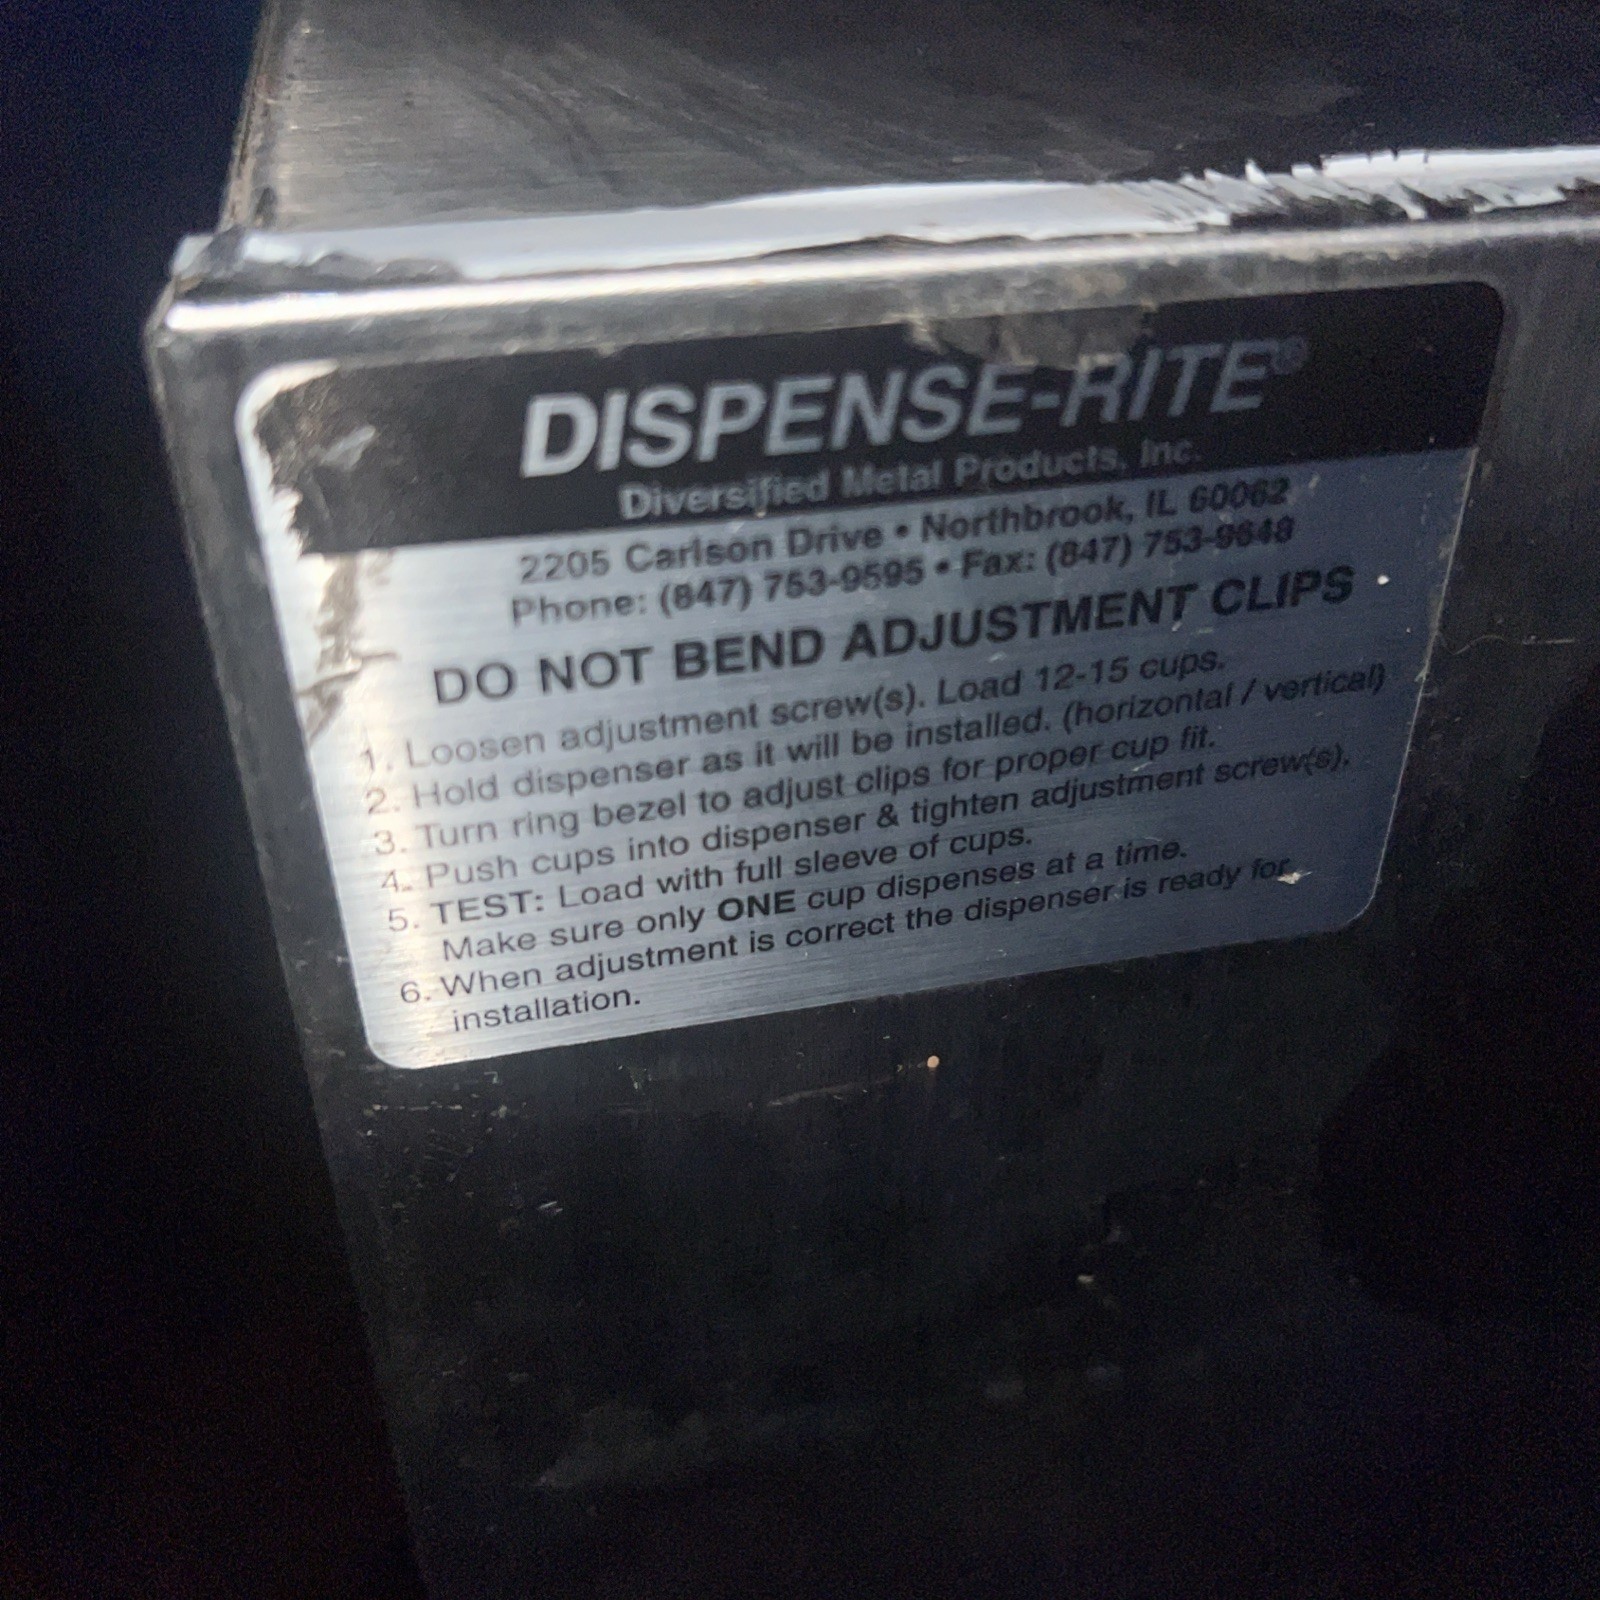 DISPENSE-RITE®
Diversified Metal Products, Inc.
2205 Carlson Drive • Northbrook, IL 60062
Phone: (847) 753-9595 • Fax: (847) 753-9648
DO NOT BEND ADJUSTMENT CLIPS
1. Loosen adjustment screw(s). Load 12-15 cups.
2. Hold dispenser as it will be installed. (horizontal / vertical)
3. Turn ring bezel to adjust clips for proper cup fit.
4. Push cups into dispenser & tighten adjustment screw(s).
5. TEST: Load with full sleeve of cups.
Make sure only ONE cup dispenses at a time.
6. When adjustment is correct the dispenser is ready for
installation.